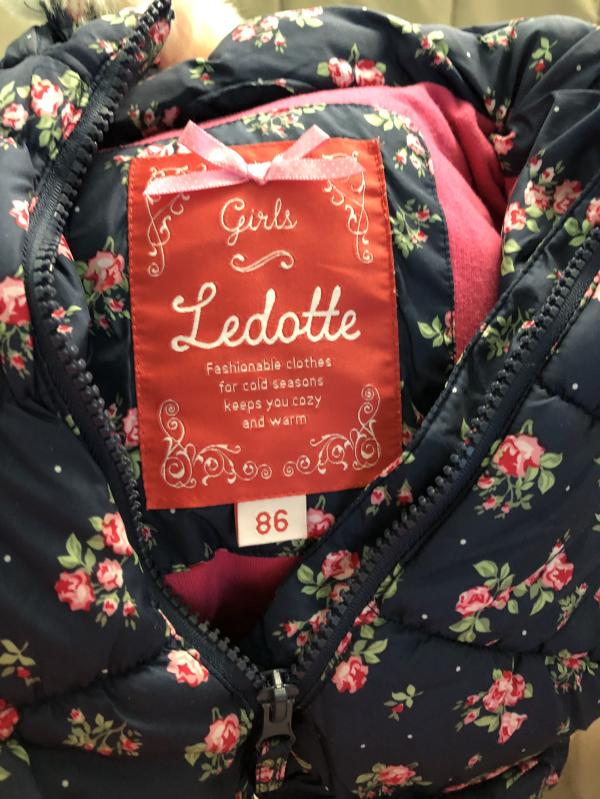 Girls
Ledotte
Fashionable clothes
for cold seasons
keeps you cozy
and warm
86